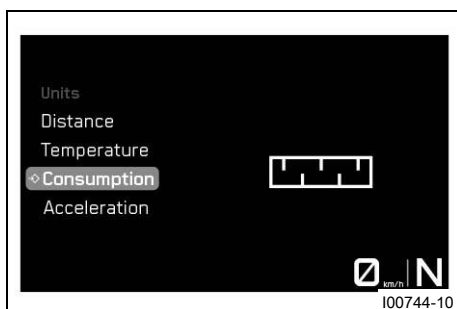 Units
Distance
Temperature
Consumption
Acceleration
0 km/h N
I00744-10